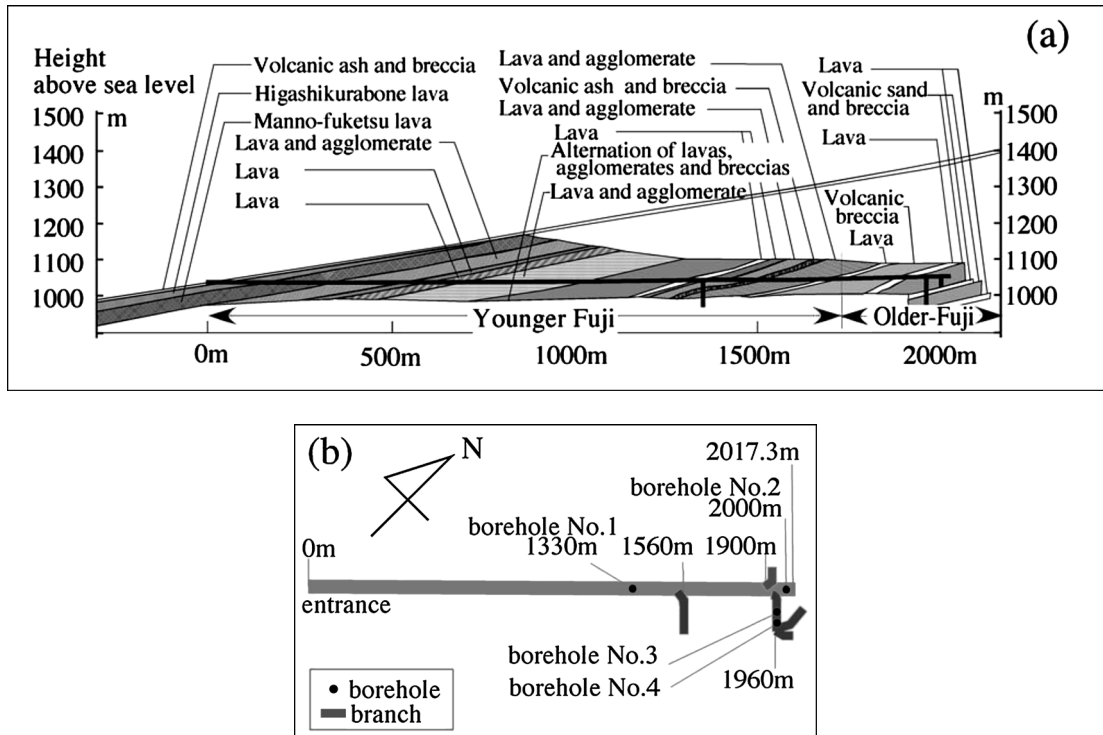 (a)
Height
above sea level
1500 m
1400
1300
1200
1100
1000
Volcanic ash and breccia
Higashikurabone lava
Manno-fuketsu lava
Lava and agglomerate
Lava
Lava
Lava and agglomerate
Volcanic ash and breccia
Lava and agglomerate
Lava
Alternation of lavas,
agglomerates and breccias
Lava and agglomerate
Lava
Volcanic sand
and breccia
Lava
Volcanic
breccia
Lava
m
1500
1400
1300
1200
1100
1000
Younger Fuji
Older-Fuji
0m
500m
1000m
1500m
2000m
(b)
N
2017.3m
borehole No.2
2000m
borehole No.1
0m
1330m
1560m
1900m
entrance
borehole No.3
borehole No.4
1960m
borehole
branch